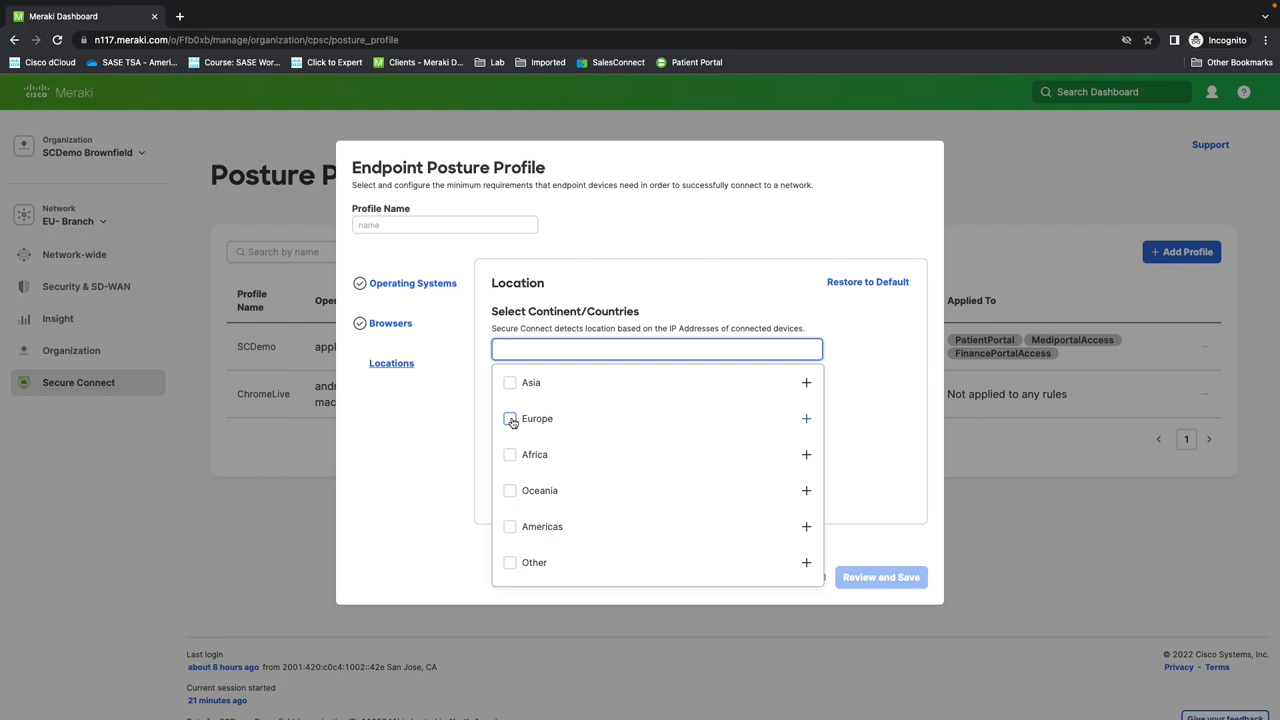 Meraki Dashboard
n117.meraki.com/o/Ffb0xb/manage/organization/cpsc/posture_profile
Incognito
Cisco dCloud
SASE TSA - Ameri...
Course: SASE Wor...
Click to Expert
Clients - Meraki D...
Lab
Imported
SalesConnect
Patient Portal
Other Bookmarks
cisco Meraki
Search Dashboard
Organization
SCDemo Brownfield
Support
Network
EU- Branch
Network-wide
Security & SD-WAN
Insight
Organization
Secure Connect
Posture P
Search by name
+ Add Profile
Profile
Name
Oper
Applied To
SCDemo
appl
PatientPortal MediportalAccess
FinancePortalAccess
...
ChromeLive
andr
mac
Not applied to any rules
...
1
Endpoint Posture Profile
Select and configure the minimum requirements that endpoint devices need in order to successfully connect to a network.
Profile Name
name
Operating Systems
Browsers
Locations
Location
Restore to Default
Select Continent/Countries
Secure Connect detects location based on the IP Addresses of connected devices.
Asia
Europe
Africa
Oceania
Americas
Other
Review and Save
Last login
about 8 hours ago from 2001:420:c0c4:1002::42e San Jose, CA
Current session started
21 minutes ago
© 2022 Cisco Systems, Inc.
Privacy - Terms
Give your feedback